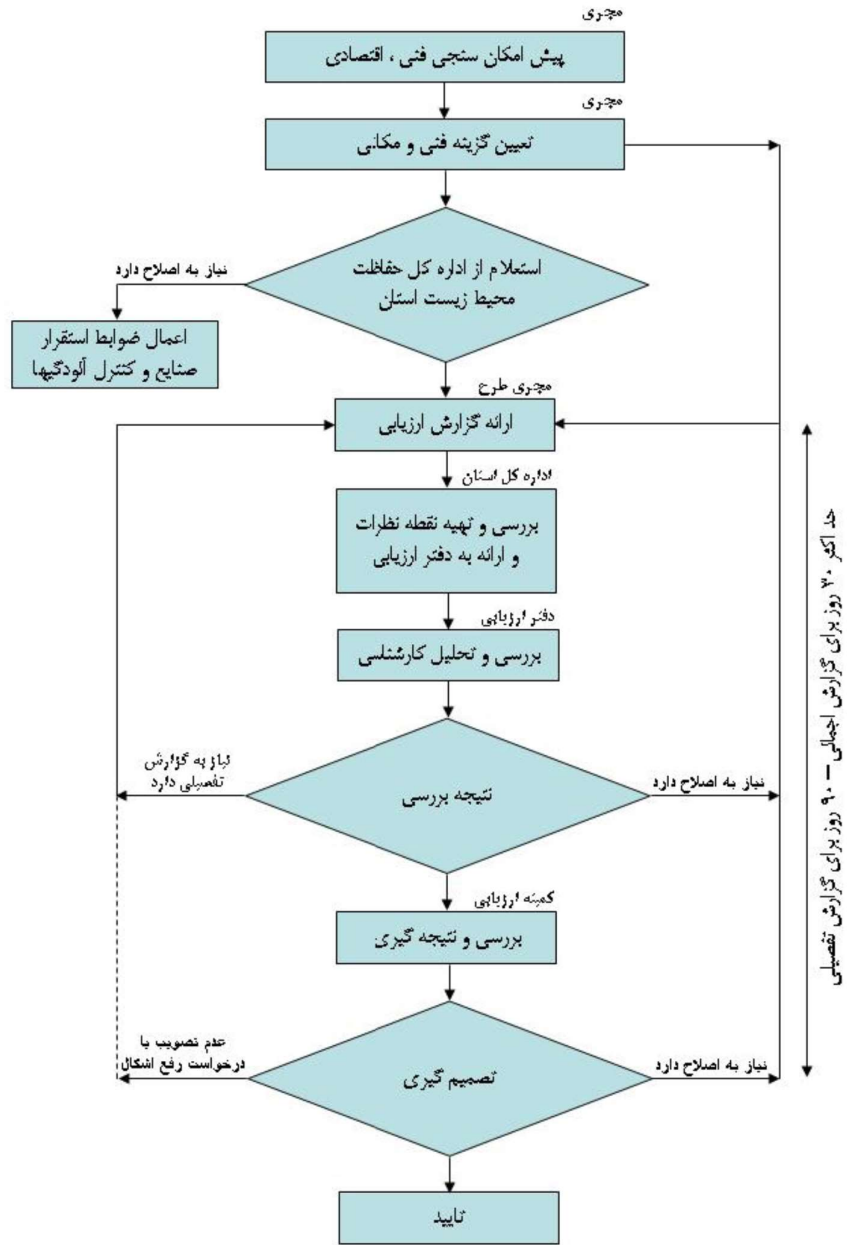 مجری
پیش امکان سنجی فنی ، اقتصادی
مجری
تعیین گزینه فنی و مکانی
استعلام از اداره کل حفاظت
محیط زیست استان
نیاز به اصلاح دارد
اعمال ضوابط استقرار
صنایع و کنترل آلودگیها
مجری طرح
ارائه گزارش ارزیابی
اداره کل استان
بررسی و تهیه نقطه نظرات
و ارائه به دفتر ارزیابی
دفتر ارزیابی
بررسی و تحلیل کارشناسی
نتیجه بررسی
نیاز به اصلاح دارد
نیاز به گزارش
تفصیلی دارد
کمیته ارزیابی
بررسی و نتیجه گیری
تصمیم گیری
نیاز به اصلاح دارد
عدم تصویب یا
درخواست رفع اشکال
تایید
حد اکثر ۳۰ روز برای گزارش اجمالی – ۹۰ روز برای گزارش تفصیلی